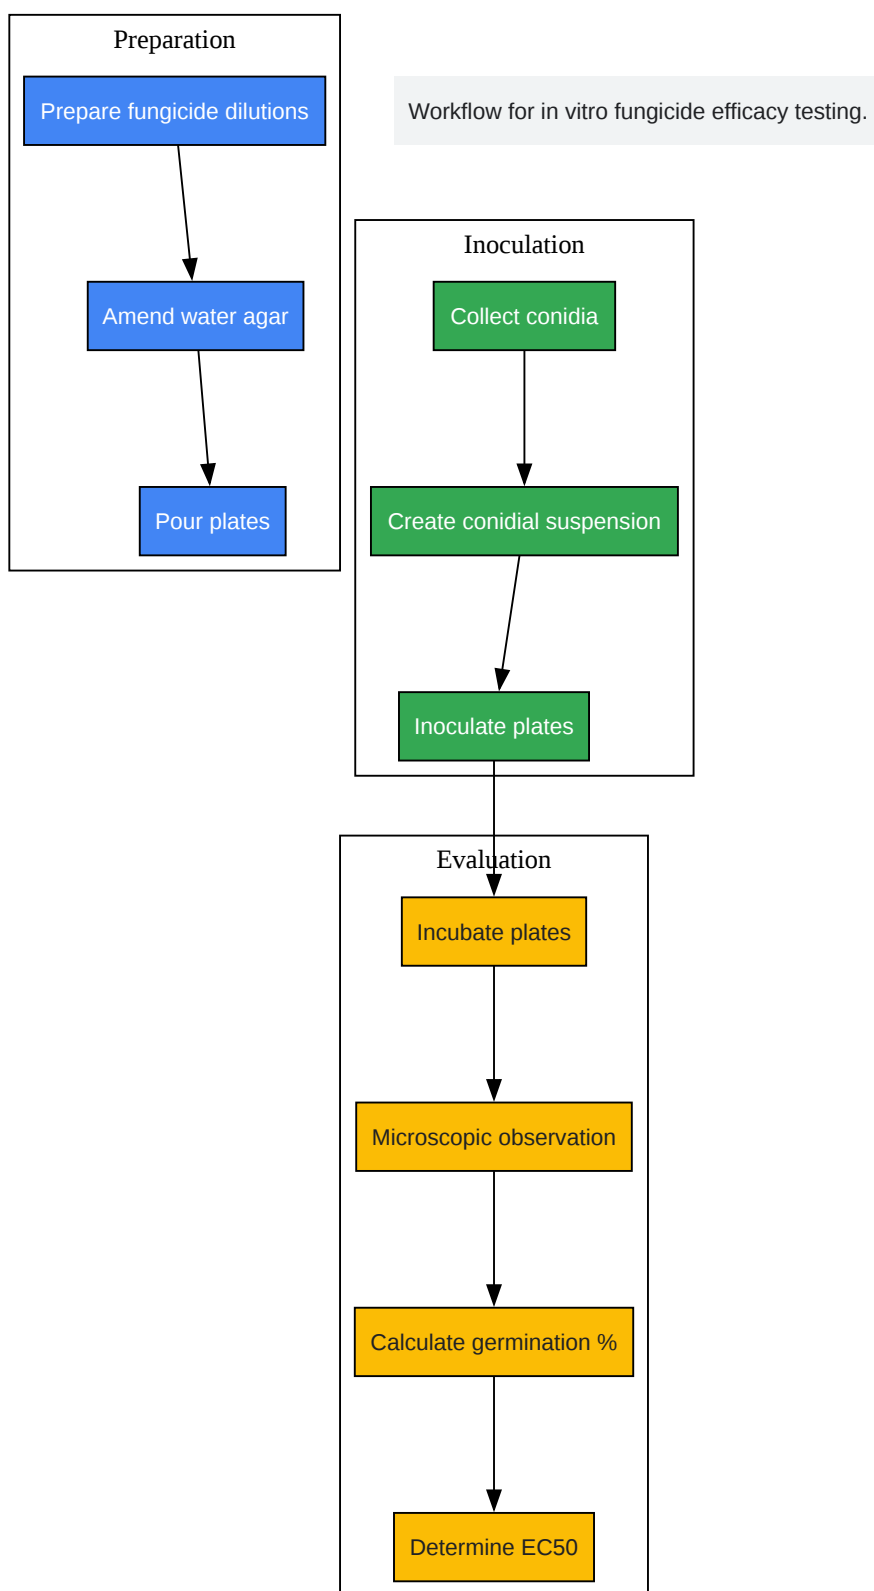 Preparation
Prepare fungicide dilutions
Workflow for in vitro fungicide efficacy testing.
Amend water agar
Pour plates
Inoculation
Collect conidia
Create conidial suspension
Inoculate plates
Evaluation
Incubate plates
Microscopic observation
Calculate germination %
Determine EC50